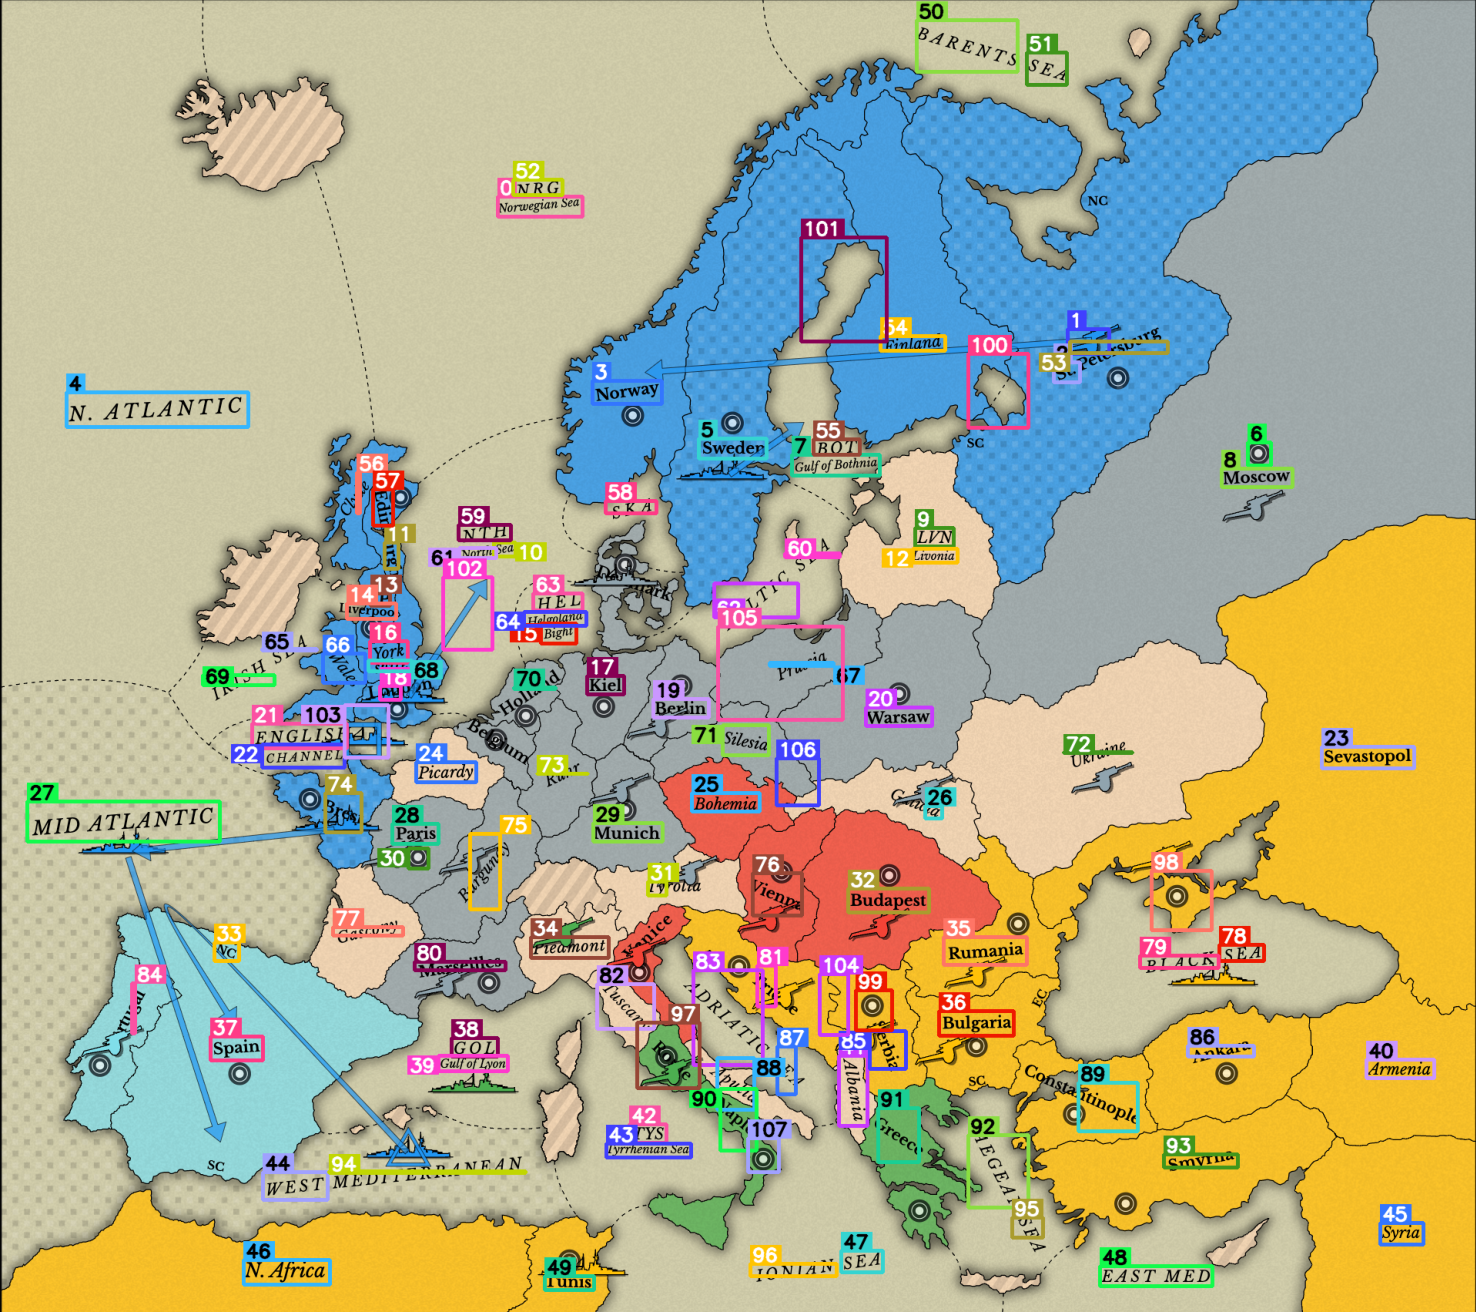 50
BARENTS
51
SEA
NC
52
0 NRG
Norwegian Sea
101
1
54
Finland
100
2
53
St. Petersburg
3
Norway
4
N. ATLANTIC
5
Sweden
55
7 BOT
Gulf of Bothnia
SC
6
8
Moscow
56
57
Clyde
Edin
11
58
SKA
59
NTH
61 North Sea 10
102
60
9
LVN
12 Livonia
13
14
Liverpool
63
HEL
64 Helgoland
15 Bight
Denmark
62
BALTIC SEA
105
16
York
65
66
Wales
68
69
IRISH SEA
18
London
70
Holland
17
Kiel
19
Berlin
Prussia
67
20
Warsaw
21 103
ENGLISH
22 CHANNEL
Belgium
24
Picardy
73
Ruhr
71 Silesia
106
72
Ukraine
23
Sevastopol
27
MID ATLANTIC
74
Brest
28
Paris
30
75
Burgundy
29
Munich
25
Bohemia
Galicia
26
31
Tyrolia
76
Vienna
32
Budapest
98
77
Gascony
33
NC
34
Piedmont
Venice
35
Rumania
79
BLACK
78
SEA
80
Marseilles
84
82
Tuscany
83
81
ADRIATIC SEA
104
99
Serbia
36
Bulgaria
EC
37
Spain
38
GOL
39 Gulf of Lyon
97
Rome
87
88
Apulia
85
Albania
86
Ankara
40
Armenia
SC
Constantinople
89
90
Naples
107
42
TYS
43 Tyrrhenian Sea
91
Greece
92
AEGEAN
95
SEA
93
Smyrna
SC
44
WEST
94
MEDITERRANEAN
45
Syria
46
N. Africa
49
Tunis
96
IONIAN
47
SEA
48
EAST MED